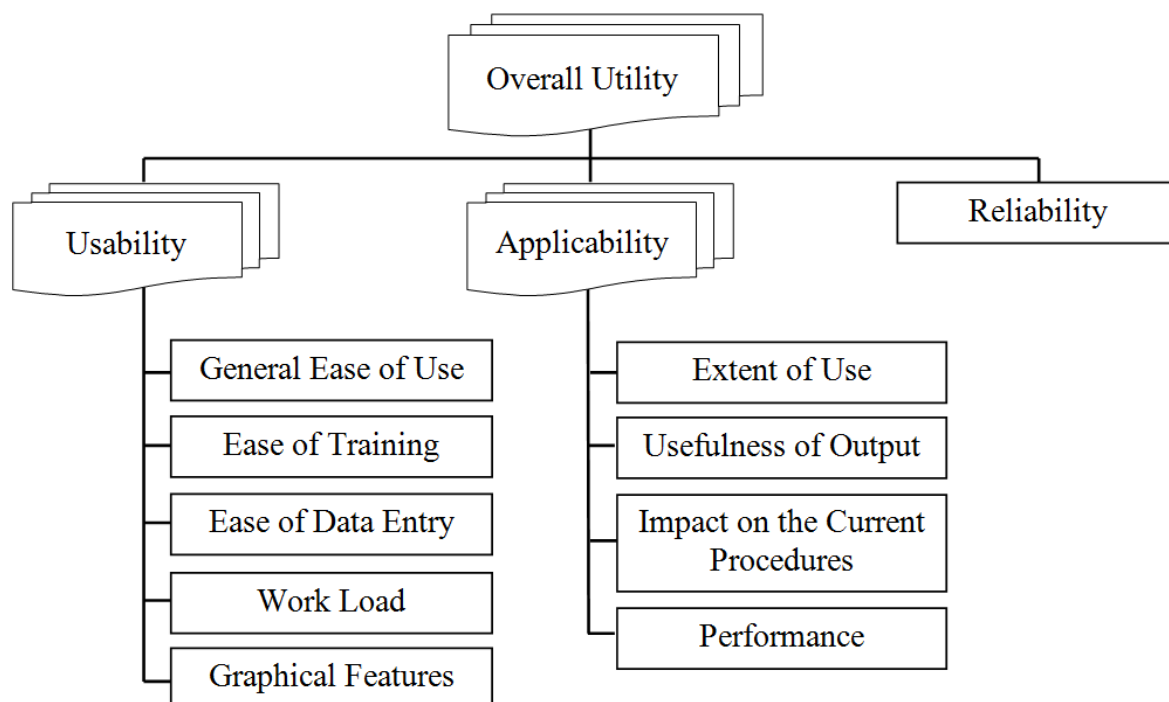 Overall Utility
Usability
Applicability
Reliability
General Ease of Use
Ease of Training
Ease of Data Entry
Work Load
Graphical Features
Extent of Use
Usefulness of Output
Impact on the Current
Procedures
Performance